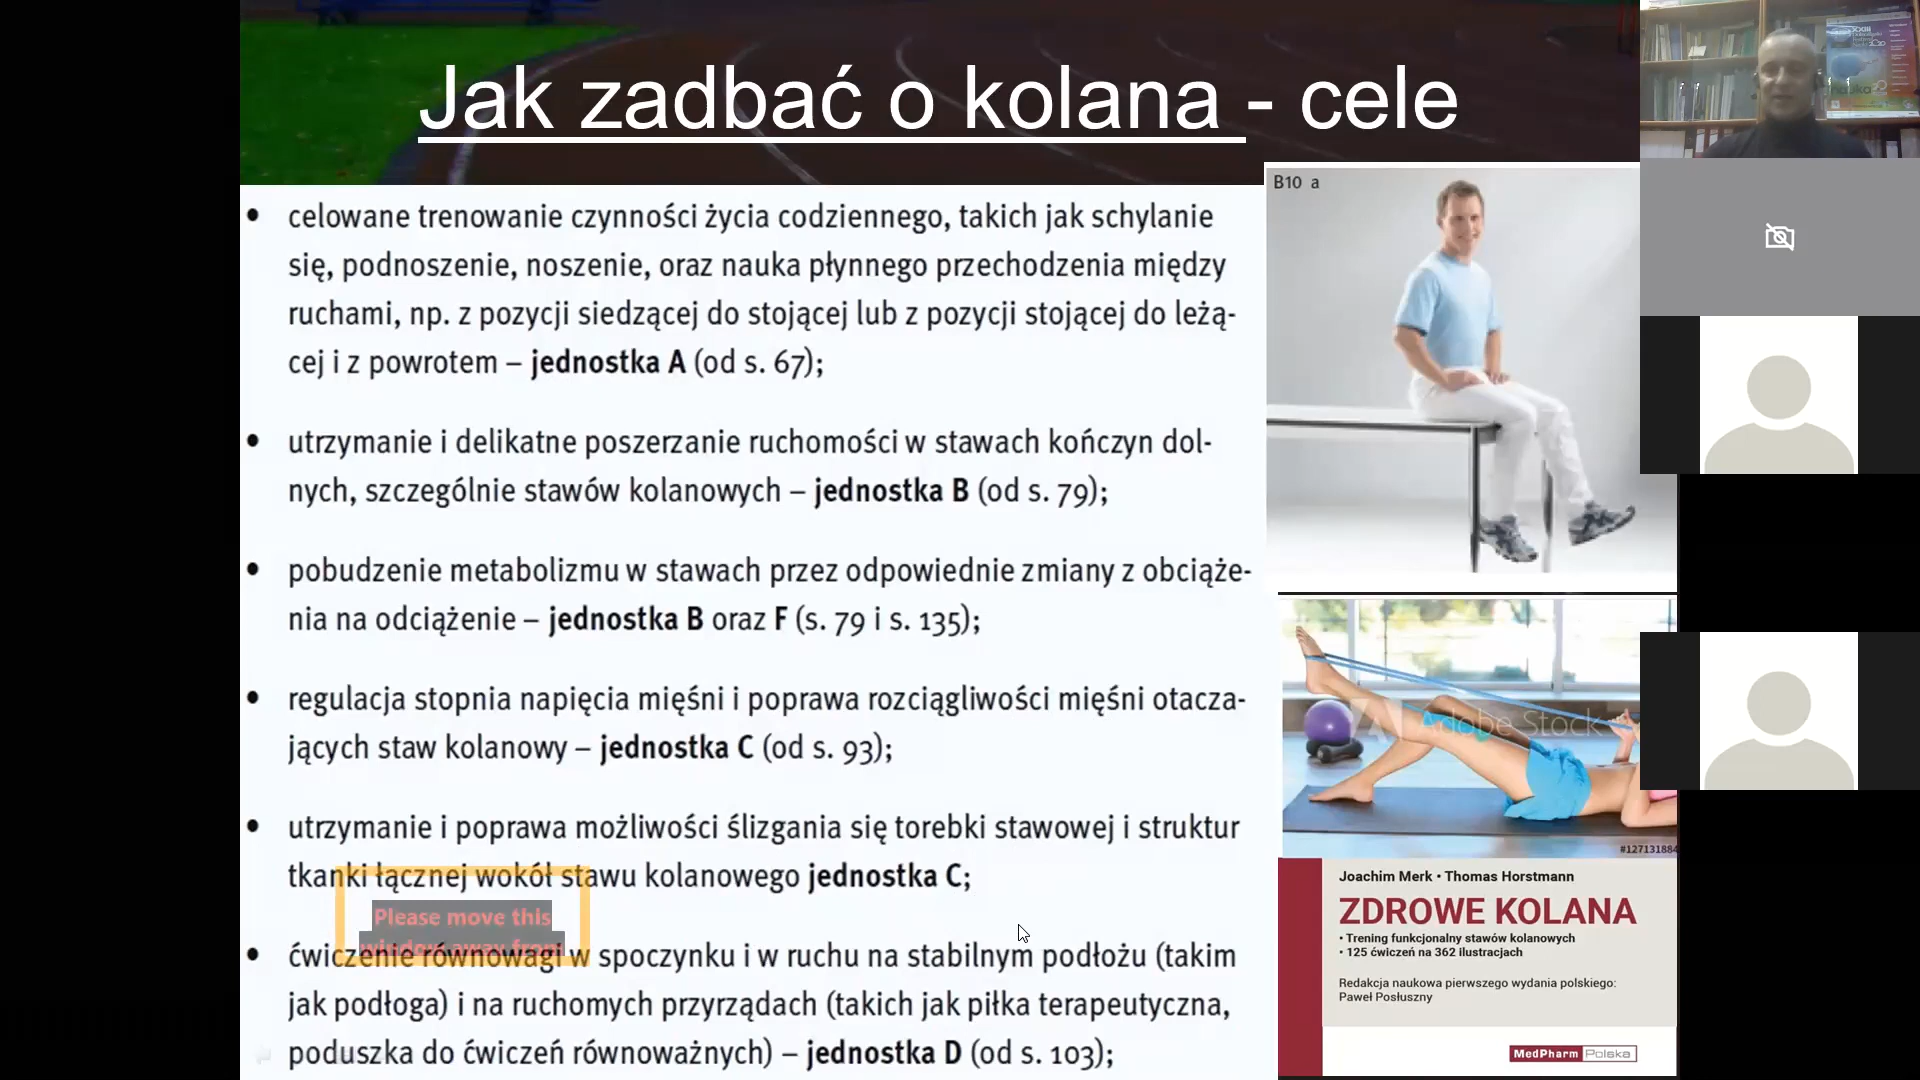 Jak zadbać o kolana - cele
• celowane trenowanie czynności życia codziennego, takich jak schylanie
się, podnoszenie, noszenie, oraz nauka płynnego przechodzenia między
ruchami, np. z pozycji siedzącej do stojącej lub z pozycji stojącej do leżą-
cej i z powrotem – jednostka A (od s. 67);
• utrzymanie i delikatne poszerzanie ruchomości w stawach kończyn dol-
nych, szczególnie stawów kolanowych – jednostka B (od s. 79);
• pobudzenie metabolizmu w stawach przez odpowiednie zmiany z obciąże-
nia na odciążenie – jednostka B oraz F (s. 79 i s. 135);
• regulacja stopnia napięcia mięśni i poprawa rozciągliwości mięśni otacza-
jących staw kolanowy – jednostka C (od s. 93);
• utrzymanie i poprawa możliwości ślizgania się torebki stawowej i struktur
tkanki łącznej wokół stawu kolanowego jednostka C;
Please move this
window away from
• ćwiczenie równowagi w spoczynku i w ruchu na stabilnym podłożu (takim
jak podłoga) i na ruchomych przyrządach (takich jak piłka terapeutyczna,
poduszka do ćwiczeń równoważnych) – jednostka D (od s. 103);
B10 a
Adobe Stock
#127131884
Joachim Merk • Thomas Horstmann
ZDROWE KOLANA
• Trening funkcjonalny stawów kolanowych
• 125 ćwiczeń na 362 ilustracjach
Redakcja naukowa pierwszego wydania polskiego:
Paweł Posłuszny
MedPharm Polska